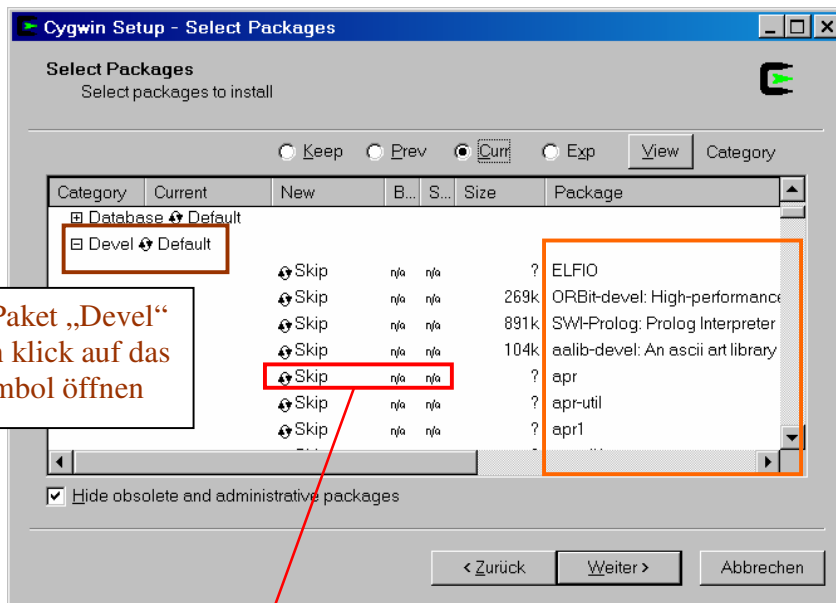 Cygwin Setup - Select Packages
Select Packages
Select packages to install
Keep Prev Curr Exp View Category
Category Current New B... S... Size Package
Database Default
Devel Default
Skip n/a n/a ? ELFIO
Skip n/a n/a 269k ORBit-devel: High-performance
Skip n/a n/a 891k SWI-Prolog: Prolog Interpreter
Skip n/a n/a 104k aalib-devel: An ascii art library
Skip n/a n/a ? apr
Skip n/a n/a ? apr-util
Skip n/a n/a ? apr1
Paket „Devel“
klick auf das
öffnen
Hide obsolete and administrative packages
< Zurück Weiter > Abbrechen